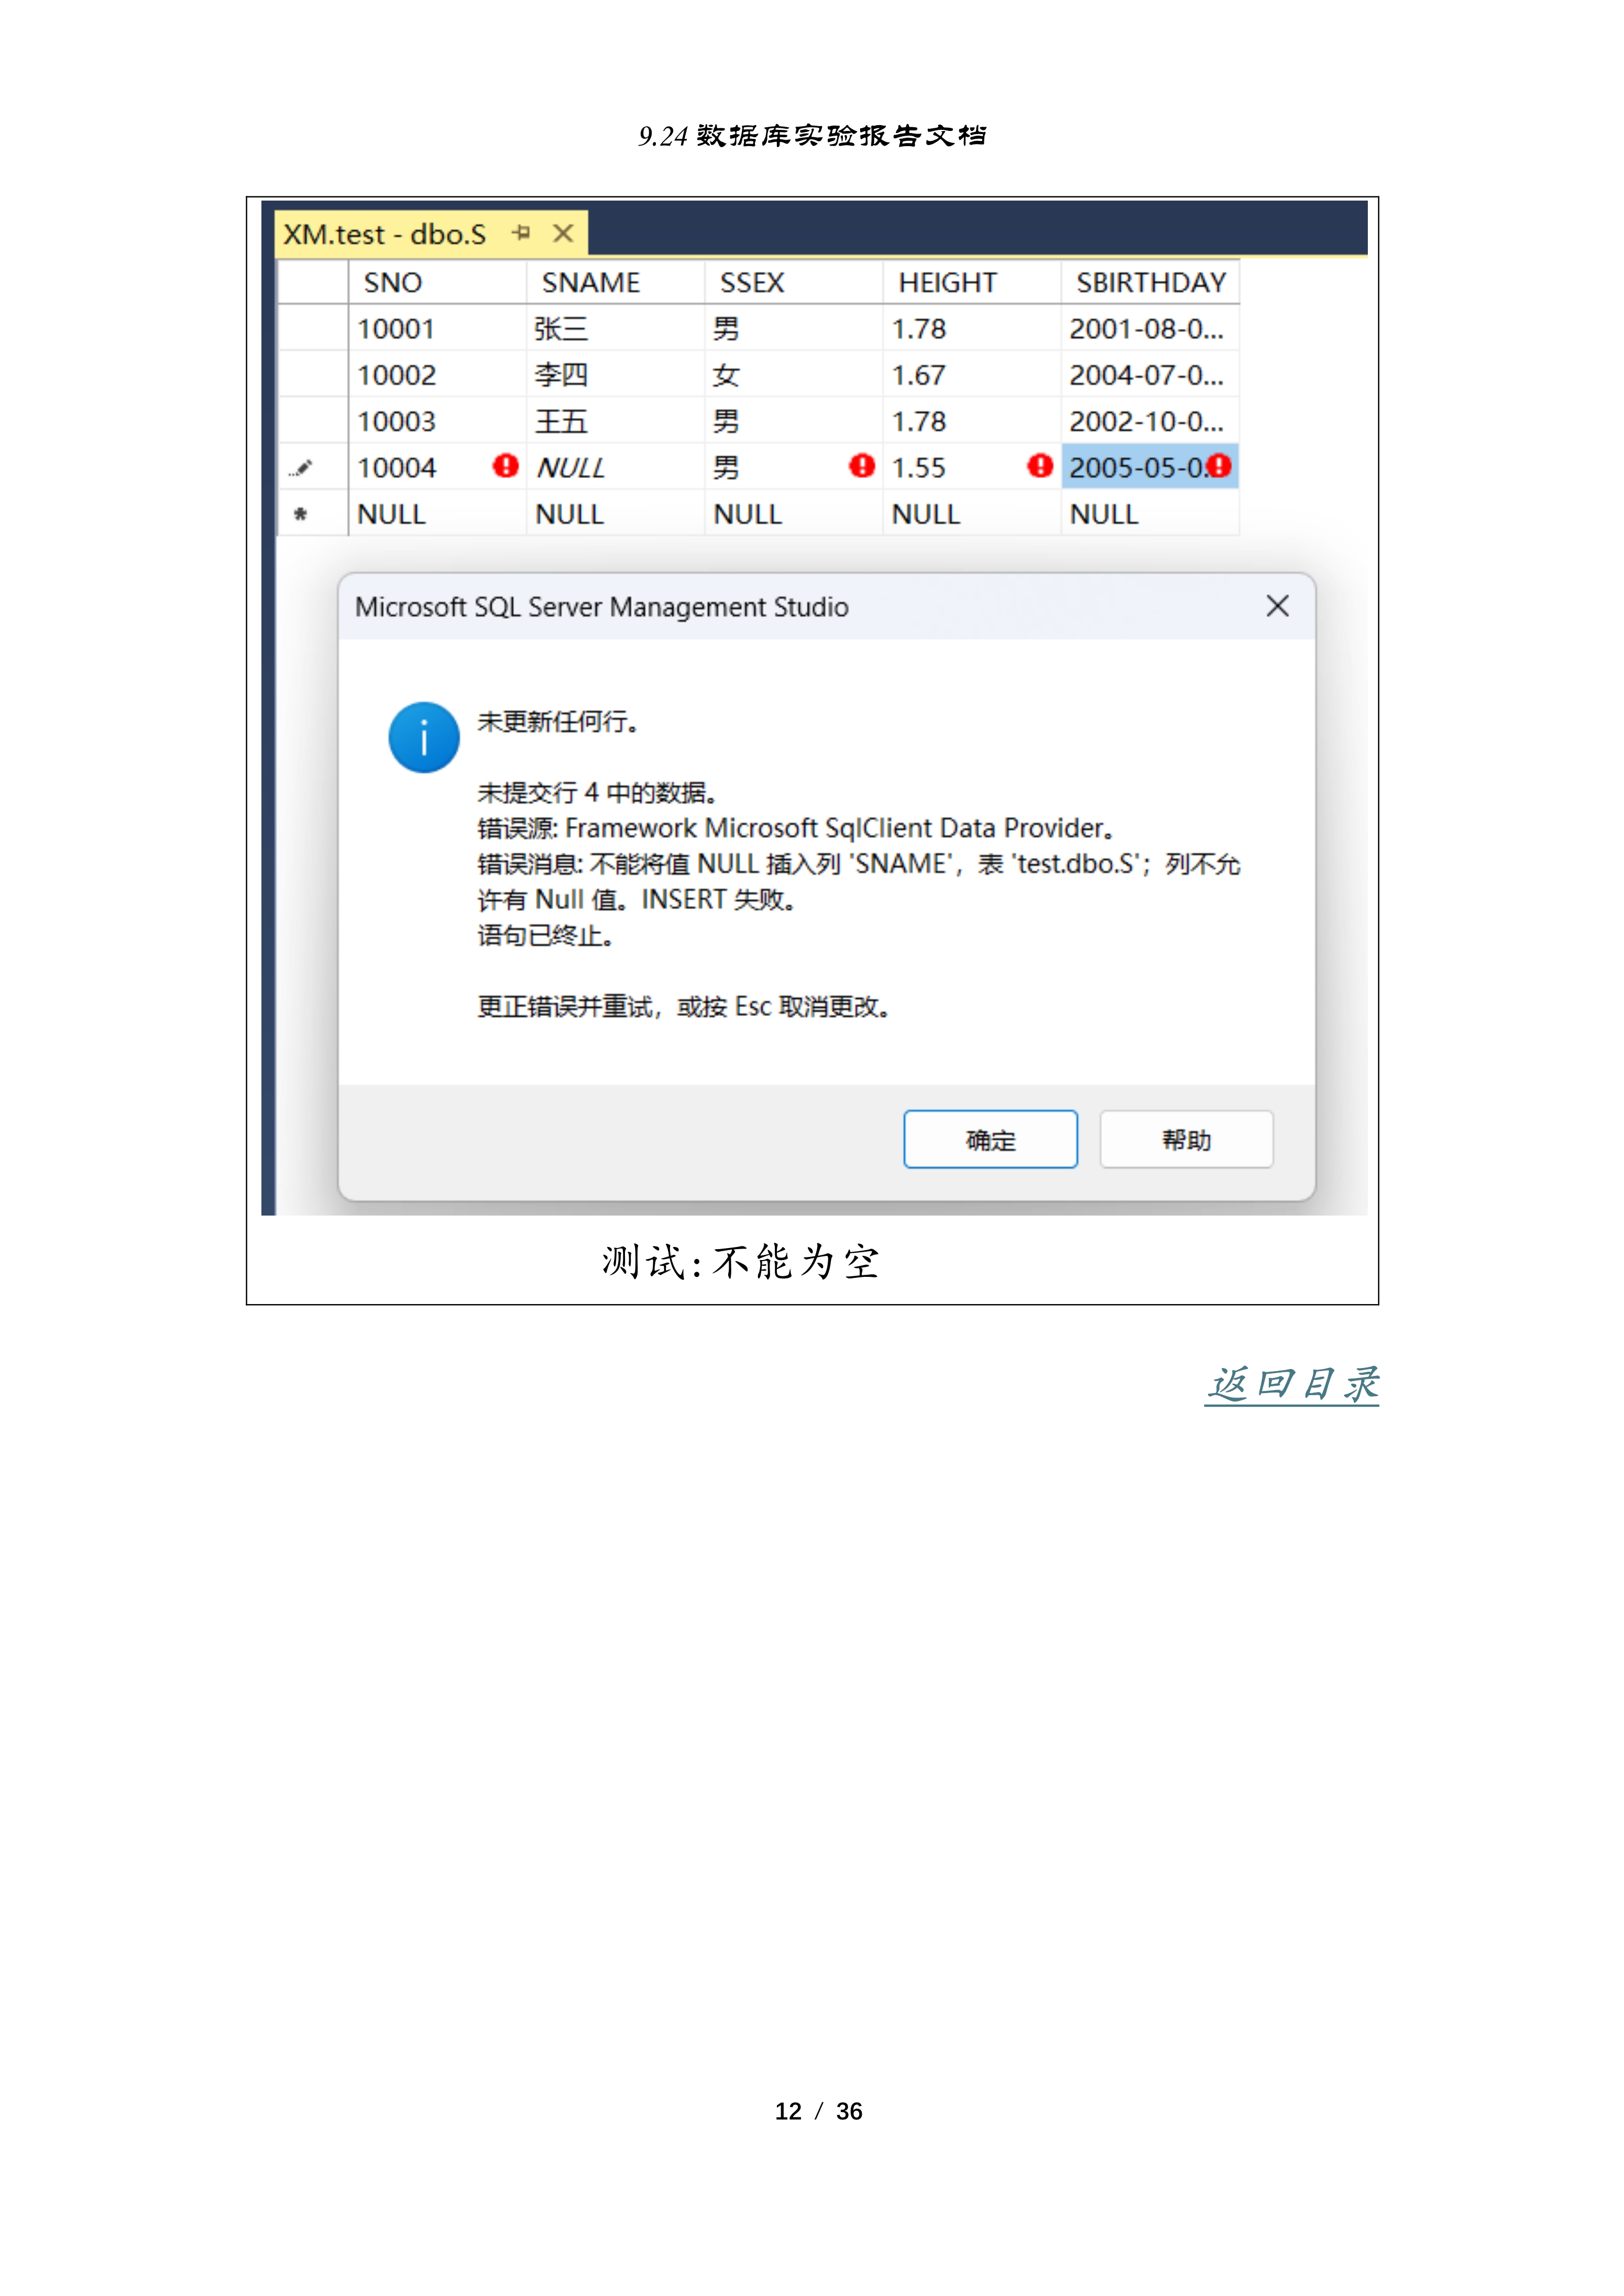 9.24 数据库实验报告文档
XM.test - dbo.S
SNO SNAME SSEX HEIGHT SBIRTHDAY
10001 张三 男 1.78 2001-08-0...
10002 李四 女 1.67 2004-07-0...
10003 王五 男 1.78 2002-10-0...
10004 NULL 男 1.55 2005-05-0.
* NULL NULL NULL NULL NULL
Microsoft SQL Server Management Studio
未更新任何行。
未提交行 4 中的数据。
错误源: Framework Microsoft SqlClient Data Provider。
错误消息: 不能将值 NULL 插入列 'SNAME'，表 'test.dbo.S'；列不允
许有 Null 值。INSERT 失败。
语句已终止。
更正错误并重试，或按 Esc 取消更改。
确定 帮助
测试:不能为空
返回目录
12 / 36